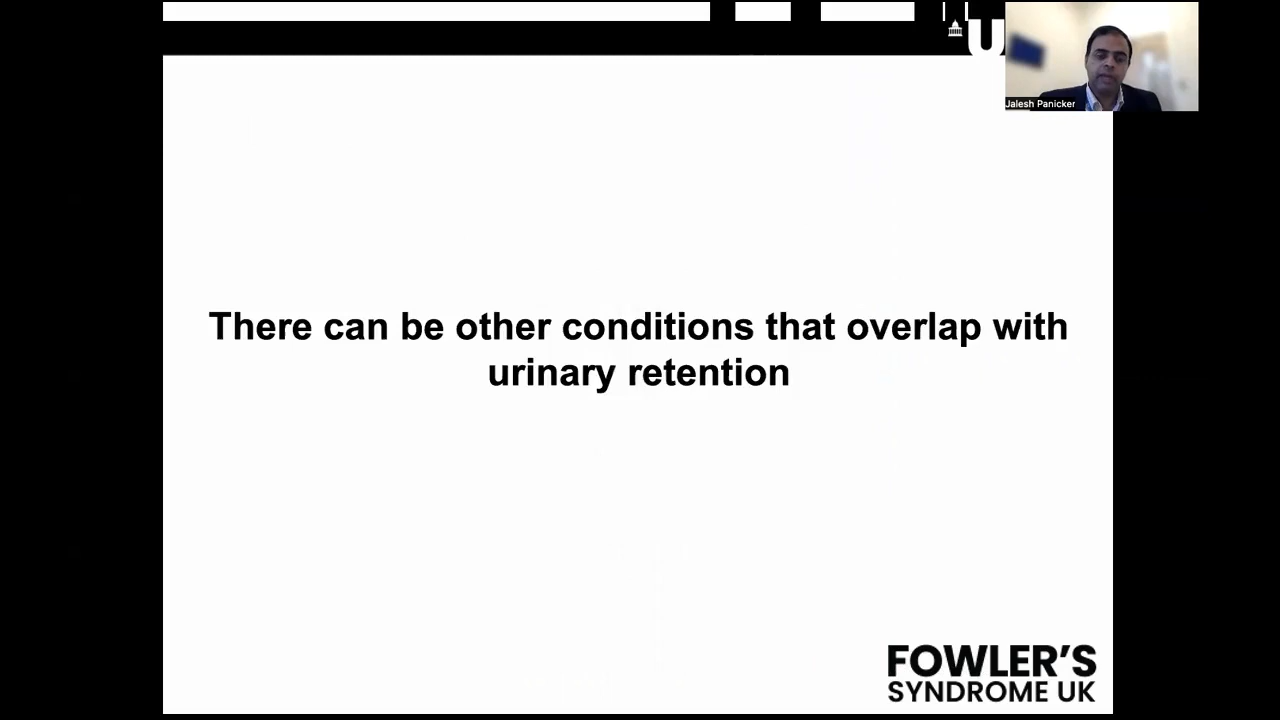 U
Jalesh Panicker
There can be other conditions that overlap with
urinary retention
FOWLER'S
SYNDROME UK